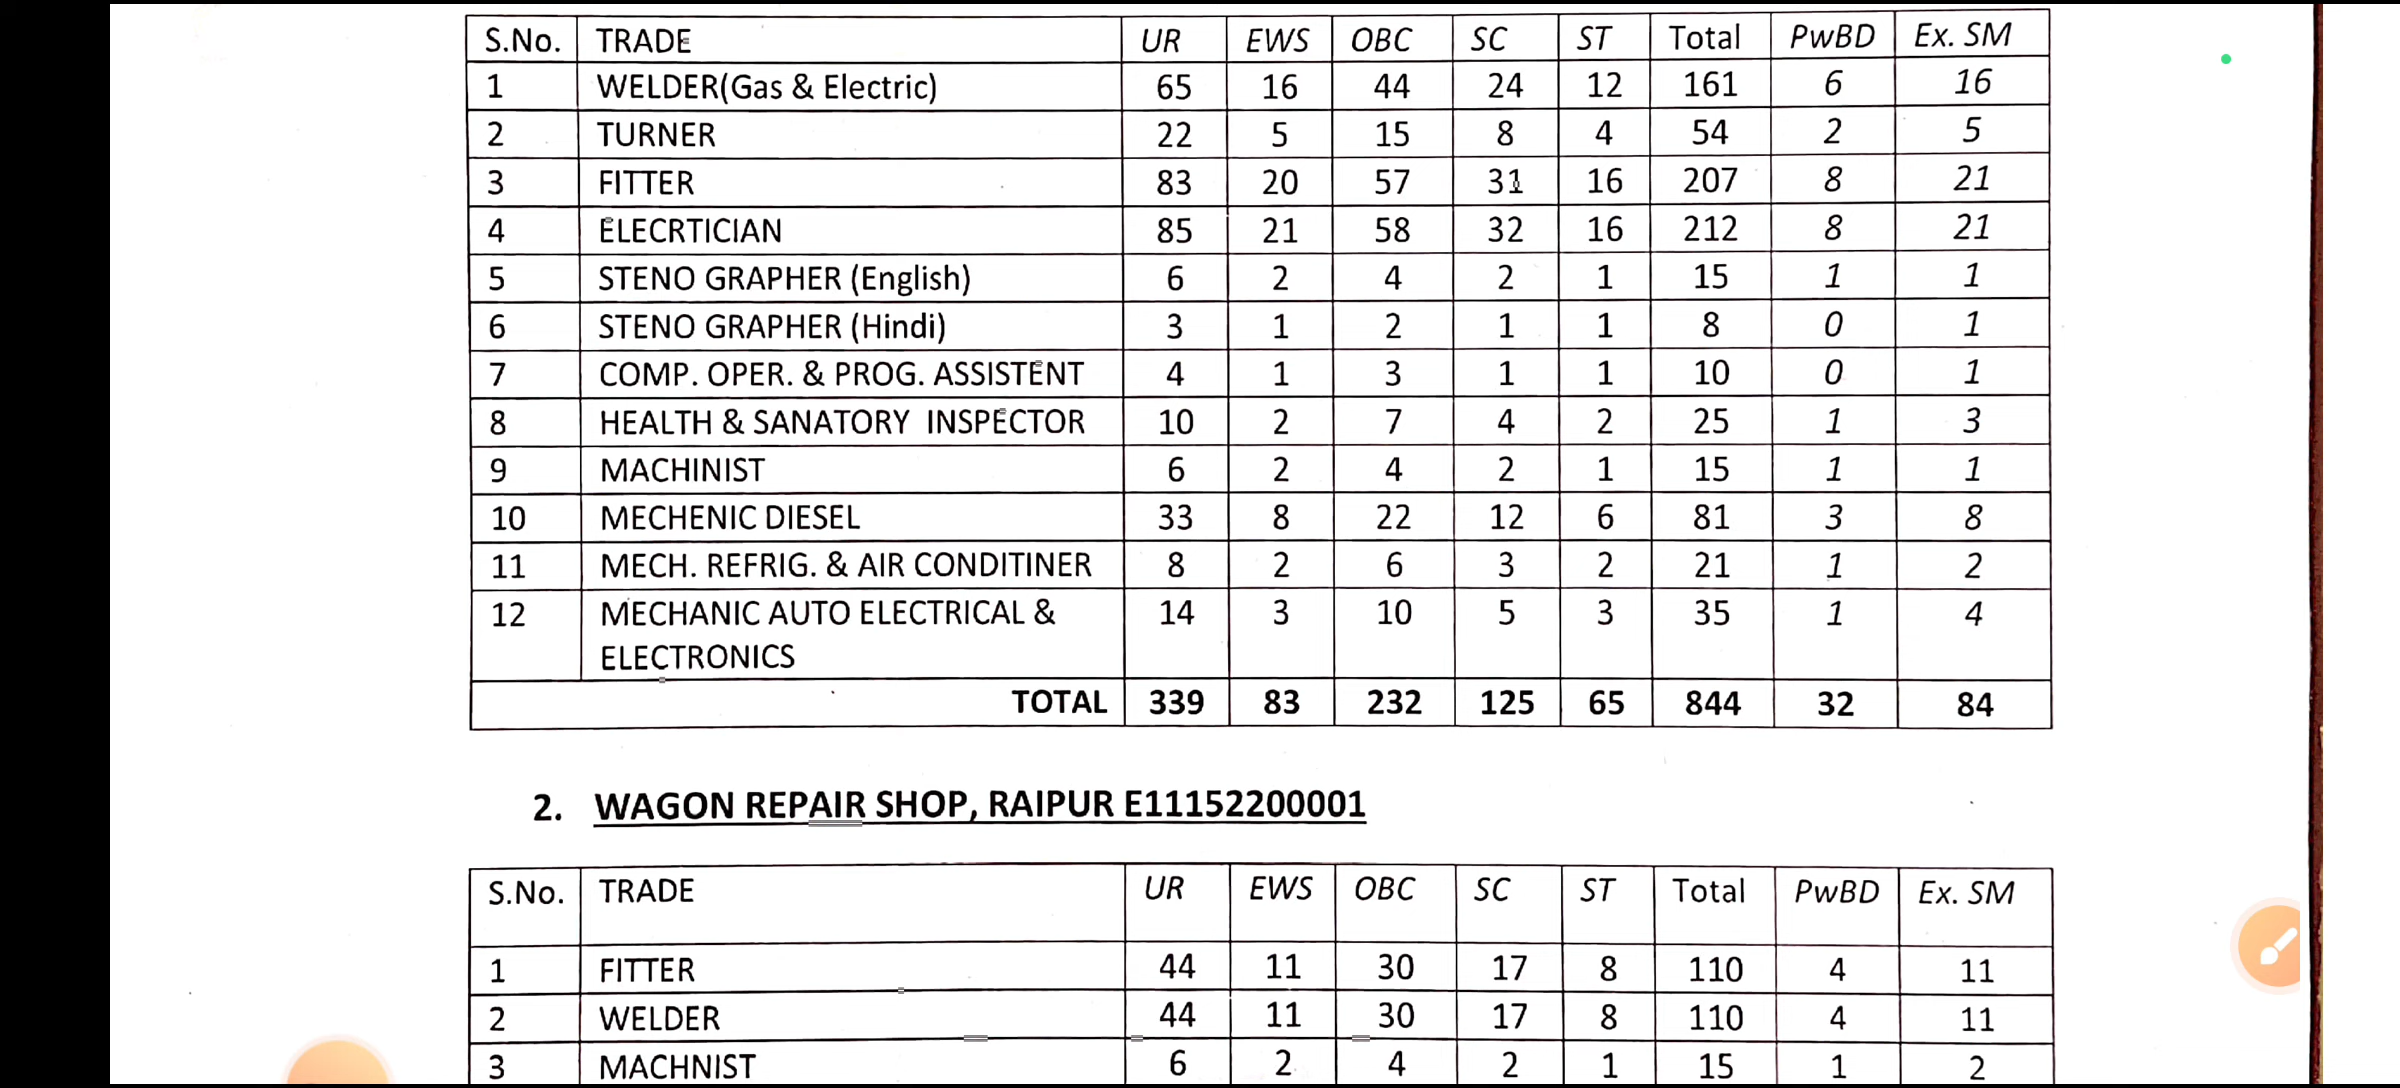 S.No. TRADE UR EWS OBC SC ST Total PwBD Ex. SM
1 WELDER(Gas & Electric) 65 16 44 24 12 161 6 16
2 TURNER 22 5 15 8 4 54 2 5
3 FITTER 83 20 57 31 16 207 8 21
4 ELECRTICIAN 85 21 58 32 16 212 8 21
5 STENO GRAPHER (English) 6 2 4 2 1 15 1 1
6 STENO GRAPHER (Hindi) 3 1 2 1 1 8 0 1
7 COMP. OPER. & PROG. ASSISTENT 4 1 3 1 1 10 0 1
8 HEALTH & SANATORY INSPECTOR 10 2 7 4 2 25 1 3
9 MACHINIST 6 2 4 2 1 15 1 1
10 MECHENIC DIESEL 33 8 22 12 6 81 3 8
11 MECH. REFRIG. & AIR CONDITINER 8 2 6 3 2 21 1 2
12 MECHANIC AUTO ELECTRICAL & 14 3 10 5 3 35 1 4
ELECTRONICS
TOTAL 339 83 232 125 65 844 32 84
2. WAGON REPAIR SHOP, RAIPUR E11152200001
S.No. TRADE UR EWS OBC SC ST Total PwBD Ex. SM
1 FITTER 44 11 30 17 8 110 4 11
2 WELDER 44 11 30 17 8 110 4 11
3 MACHNIST 6 2 4 2 1 15 1 2